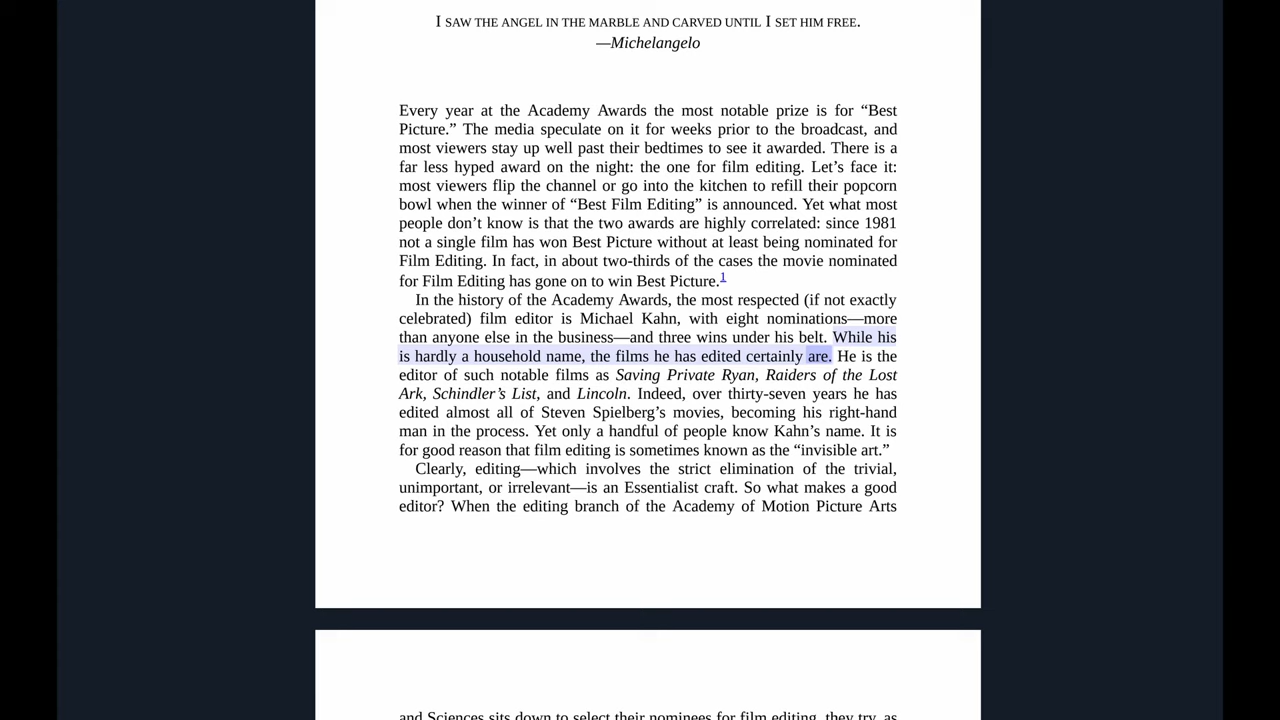 I SAW THE ANGEL IN THE MARBLE AND CARVED UNTIL I SET HIM FREE.
—Michelangelo
Every year at the Academy Awards the most notable prize is for “Best
Picture.” The media speculate on it for weeks prior to the broadcast, and
most viewers stay up well past their bedtimes to see it awarded. There is a
far less hyped award on the night: the one for film editing. Let’s face it:
most viewers flip the channel or go into the kitchen to refill their popcorn
bowl when the winner of “Best Film Editing” is announced. Yet what most
people don’t know is that the two awards are highly correlated: since 1981
not a single film has won Best Picture without at least being nominated for
Film Editing. In fact, in about two-thirds of the cases the movie nominated
for Film Editing has gone on to win Best Picture.1
In the history of the Academy Awards, the most respected (if not exactly
celebrated) film editor is Michael Kahn, with eight nominations—more
than anyone else in the business—and three wins under his belt. While his
is hardly a household name, the films he has edited certainly are. He is the
editor of such notable films as Saving Private Ryan, Raiders of the Lost
Ark, Schindler’s List, and Lincoln. Indeed, over thirty-seven years he has
edited almost all of Steven Spielberg’s movies, becoming his right-hand
man in the process. Yet only a handful of people know Kahn’s name. It is
for good reason that film editing is sometimes known as the “invisible art.”
Clearly, editing—which involves the strict elimination of the trivial,
unimportant, or irrelevant—is an Essentialist craft. So what makes a good
editor? When the editing branch of the Academy of Motion Picture Arts
and Sciences sits down to select their nominees for film editing, they try, as